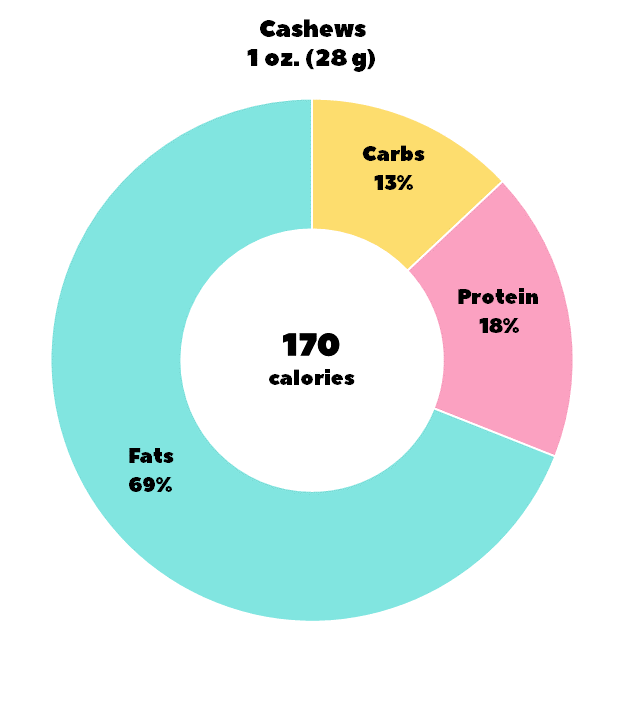 Cashews
1 oz. (28 g)
Carbs
13%
Protein
18%
170
calories
Fats
69%